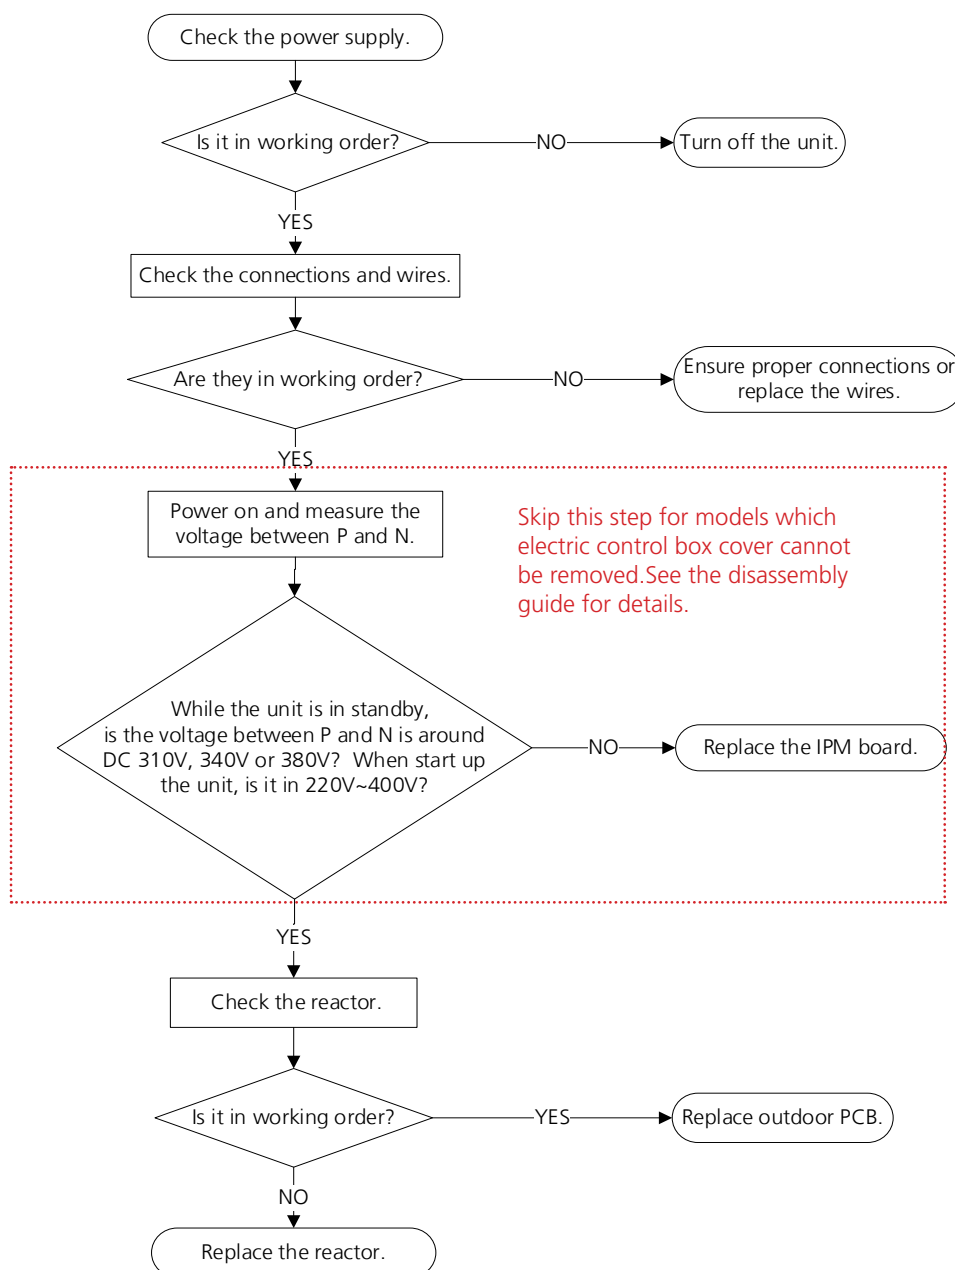 Check the power supply.
Is it in working order?
NO
Turn off the unit.
YES
Check the connections and wires.
Are they in working order?
NO
Ensure proper connections or
replace the wires.
YES
Power on and measure the
voltage between P and N.
Skip this step for models which
electric control box cover cannot
be removed.See the disassembly
guide for details.
While the unit is in standby,
is the voltage between P and N is around
DC 310V, 340V or 380V? When start up
the unit, is it in 220V~400V?
NO
Replace the IPM board.
YES
Check the reactor.
Is it in working order?
YES
Replace outdoor PCB.
NO
Replace the reactor.